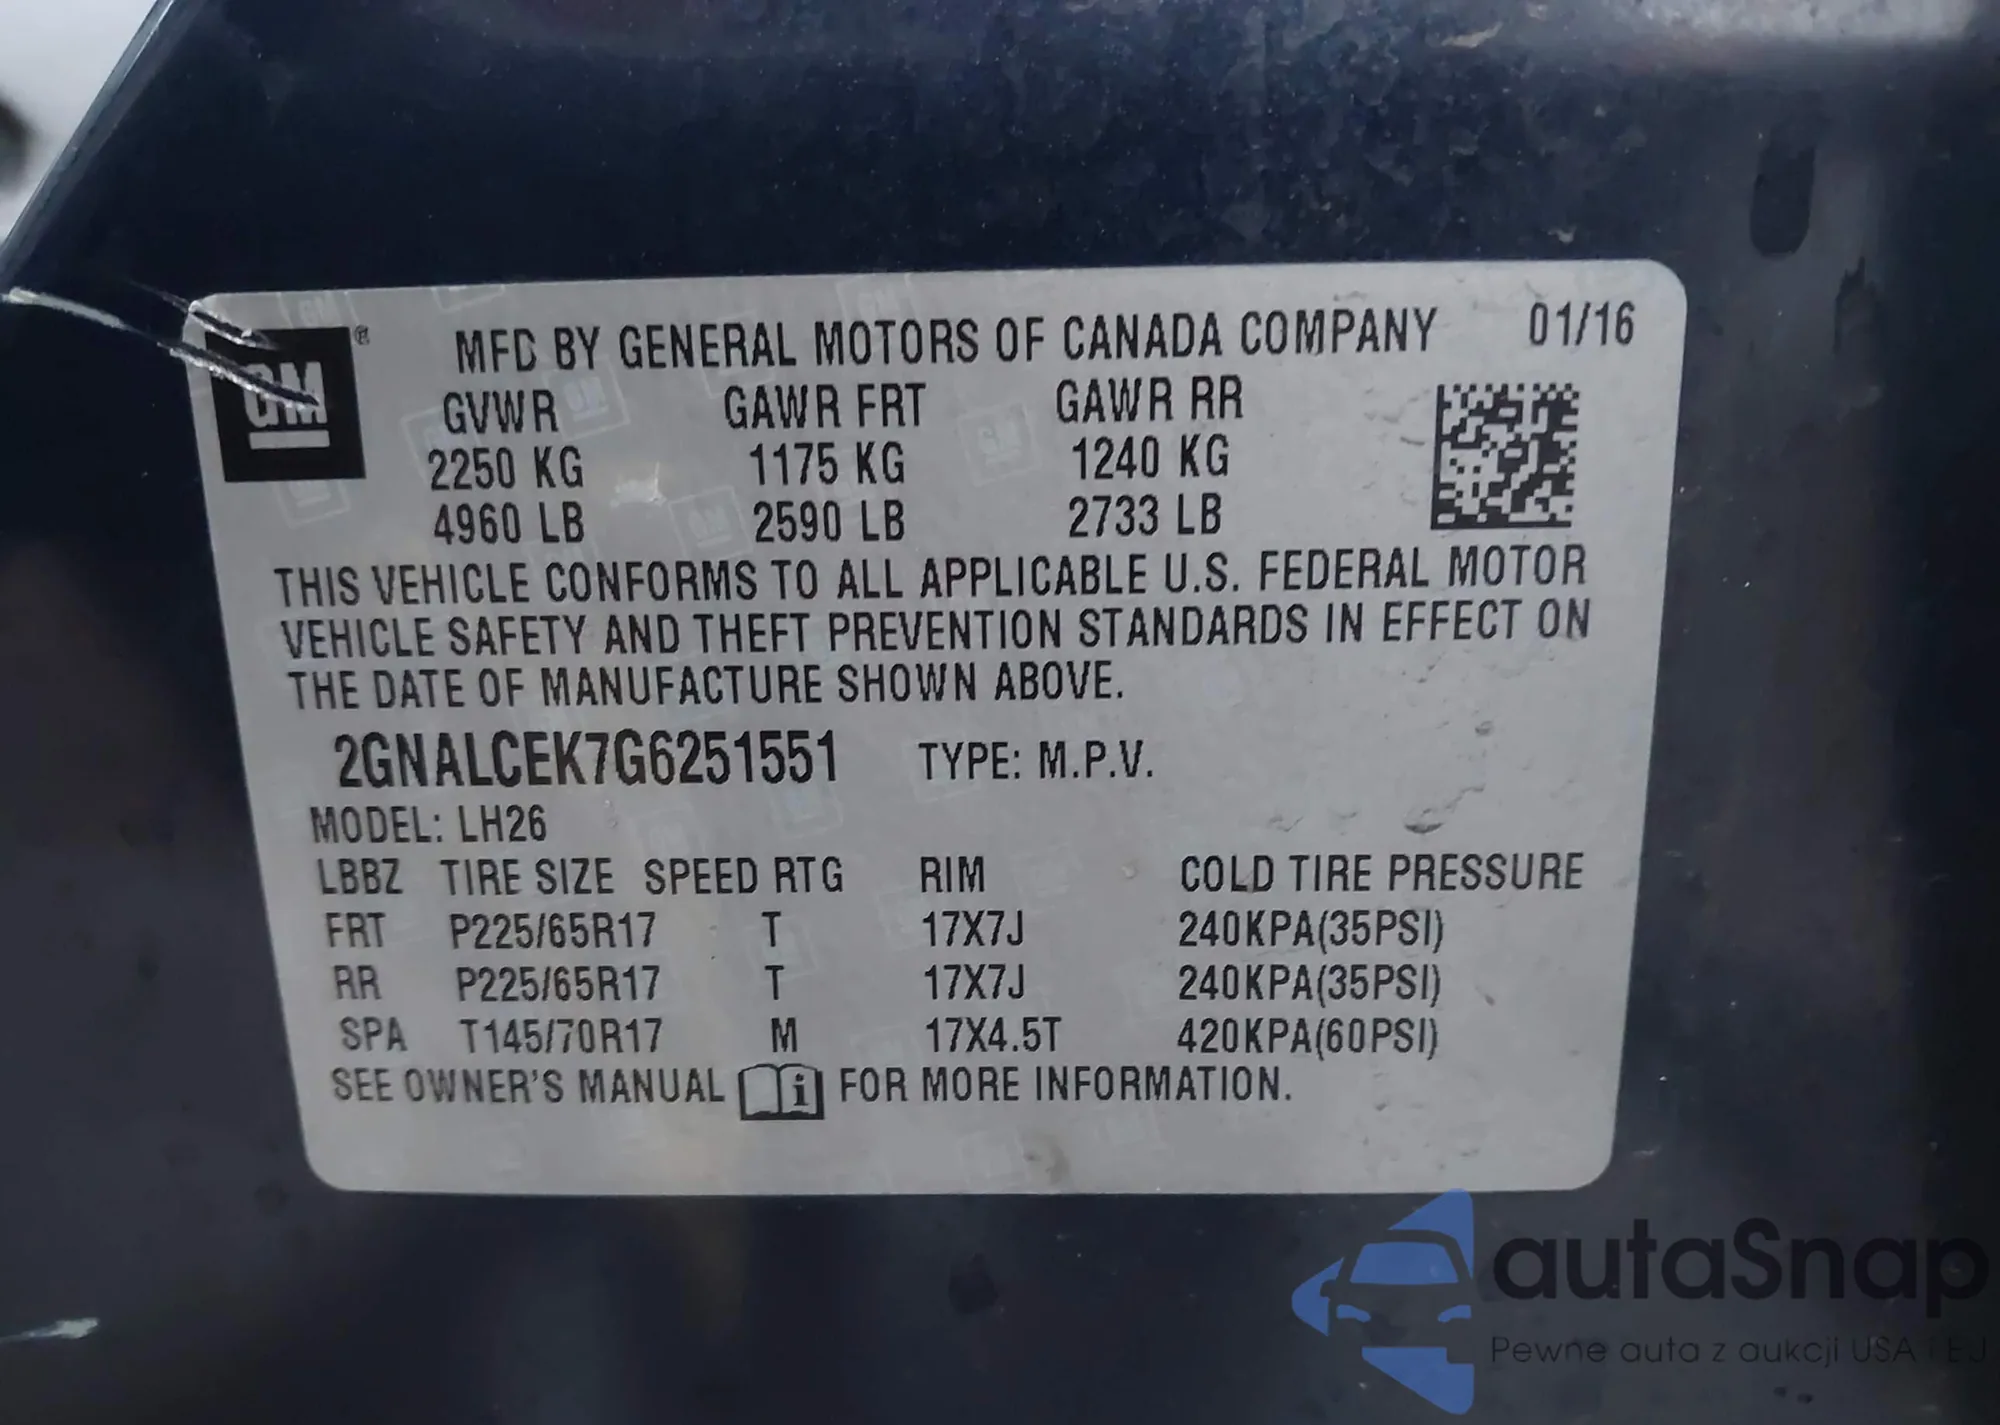 GM ®
MFD BY GENERAL MOTORS OF CANADA COMPANY 01/16
GVWR GAWR FRT GAWR RR
2250 KG 1175 KG 1240 KG
4960 LB 2590 LB 2733 LB
THIS VEHICLE CONFORMS TO ALL APPLICABLE U.S. FEDERAL MOTOR
VEHICLE SAFETY AND THEFT PREVENTION STANDARDS IN EFFECT ON
THE DATE OF MANUFACTURE SHOWN ABOVE.
2GNALCEK7G6251551 TYPE: M.P.V.
MODEL: LH26
LBBZ TIRE SIZE SPEED RTG RIM COLD TIRE PRESSURE
FRT P225/65R17 T 17X7J 240KPA(35PSI)
RR P225/65R17 T 17X7J 240KPA(35PSI)
SPA T145/70R17 M 17X4.5T 420KPA(60PSI)
SEE OWNER'S MANUAL i FOR MORE INFORMATION.
autaSnap
Pewne auta z aukcji USA i EJ